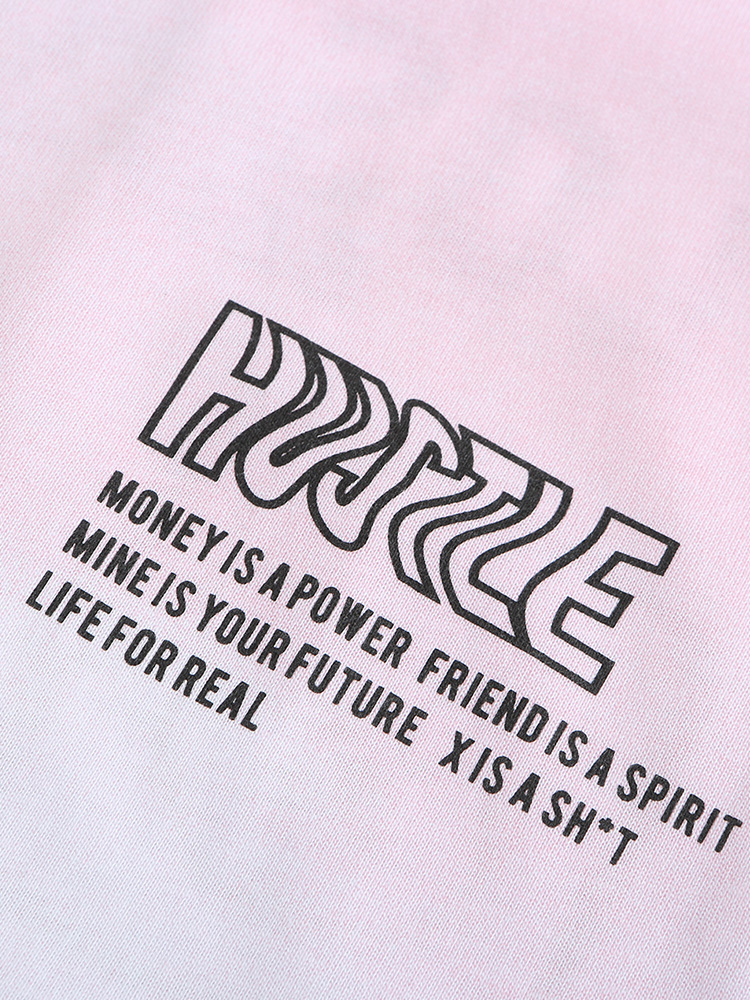 HUSTLE
MONEY IS A POWER FRIEND IS A SPIRIT
MINE IS YOUR FUTURE X IS A SH*T
LIFE FOR REAL